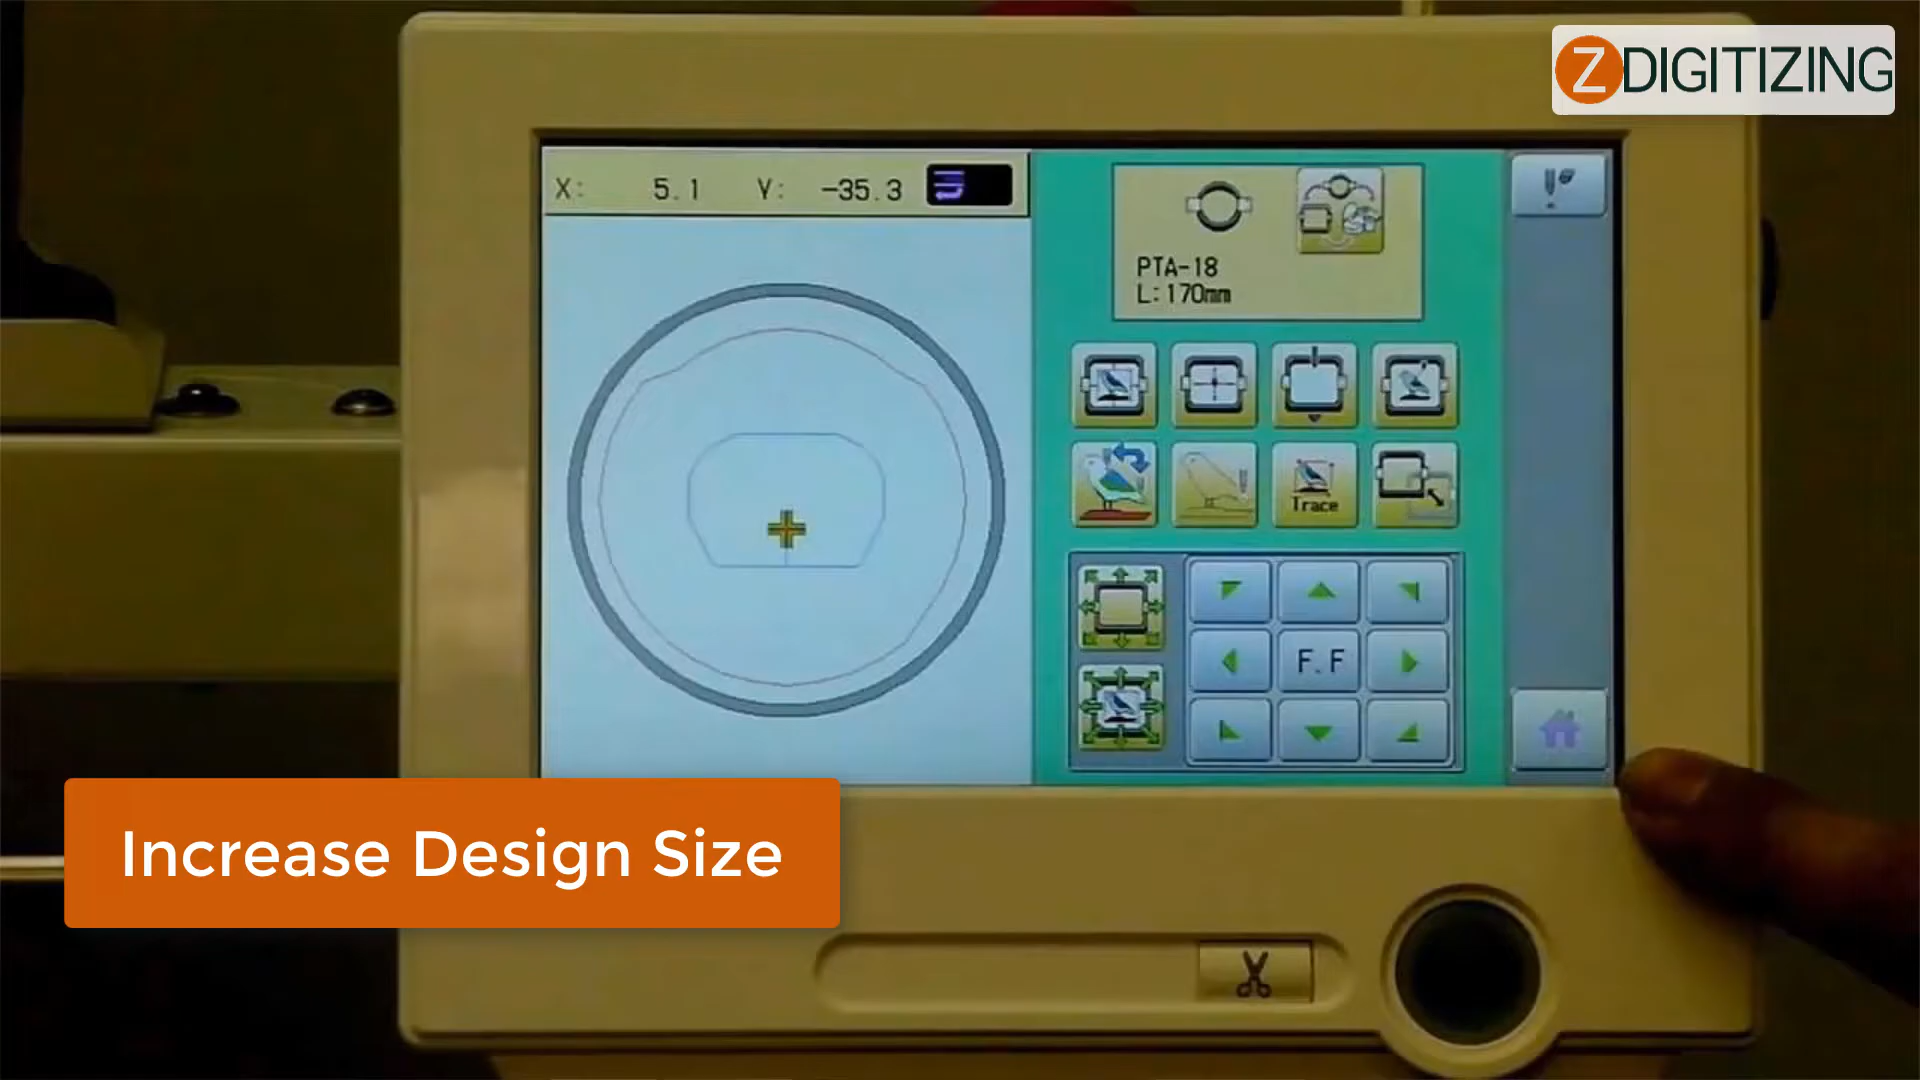 ZDIGITIZING
X: 5.1 Y: -35.3
PTA-18
L:170mm
Trace
F.F
Increase Design Size